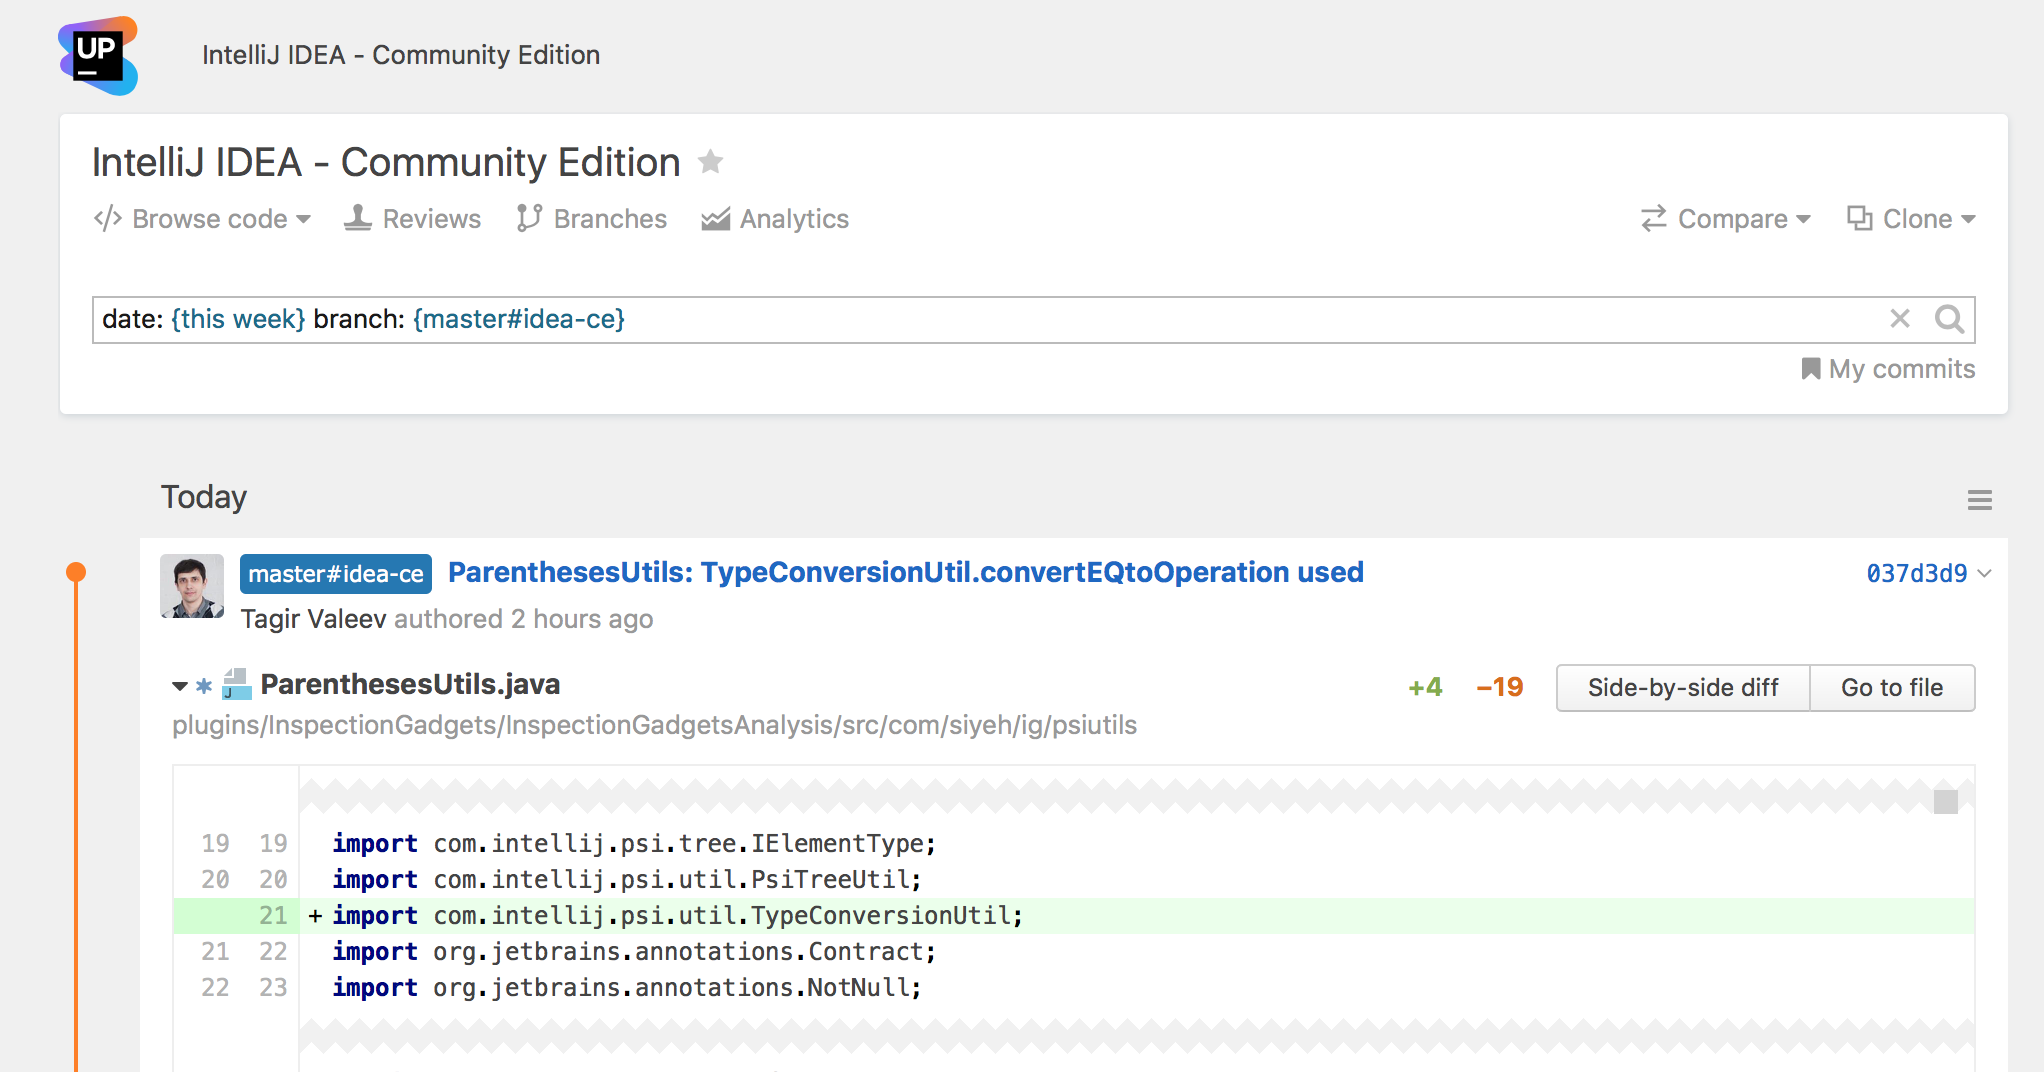 UP
IntelliJ IDEA - Community Edition
IntelliJ IDEA - Community Edition
Browse code Reviews Branches Analytics Compare Clone
date: {this week} branch: {master#idea-ce}
My commits
Today
master#idea-ce ParenthesesUtils: TypeConversionUtil.convertEQtoOperation used 037d3d9
Tagir Valeev authored 2 hours ago
J ParenthesesUtils.java +4 −19 Side-by-side diff Go to file
plugins/InspectionGadgets/InspectionGadgetsAnalysis/src/com/siyeh/ig/psiutils
19 19 import com.intellij.psi.tree.IElementType;
20 20 import com.intellij.psi.util.PsiTreeUtil;
21 + import com.intellij.psi.util.TypeConversionUtil;
21 22 import org.jetbrains.annotations.Contract;
22 23 import org.jetbrains.annotations.NotNull;